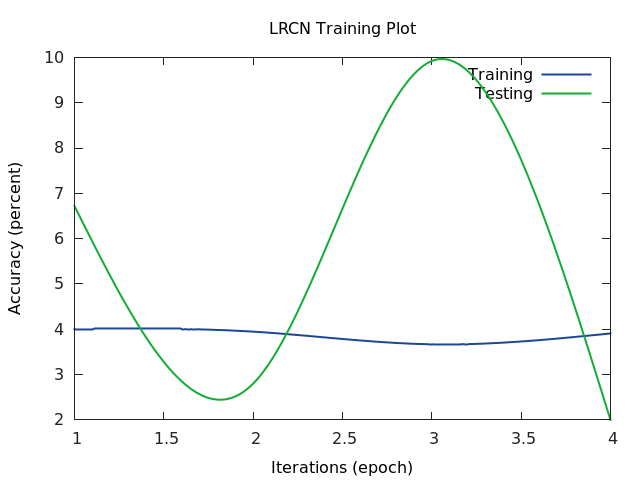 LRCN Training Plot
10
9
8
7
6
5
4
3
2
Accuracy (percent)
Training
Testing
1 1.5 2 2.5 3 3.5 4
Iterations (epoch)